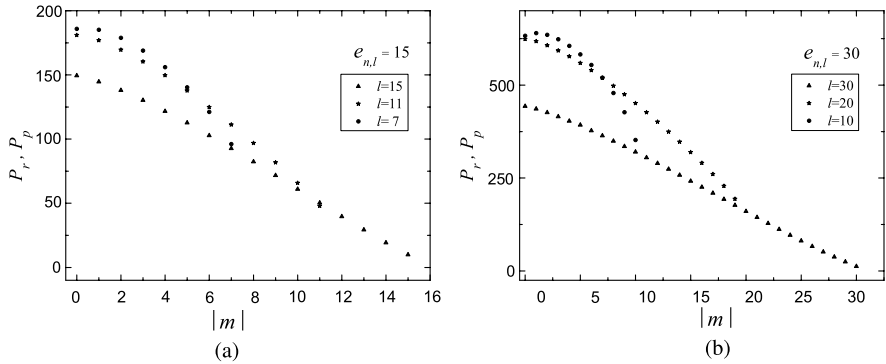 200
150
100
50
0
P_r , P_p
e_{n,l} = 15
l=15
l=11
l= 7
0 2 4 6 8 10 12 14 16
|m|
(a)
500
250
0
P_r , P_p
e_{n,l} = 30
l=30
l=20
l=10
0 5 10 15 20 25 30
|m|
(b)